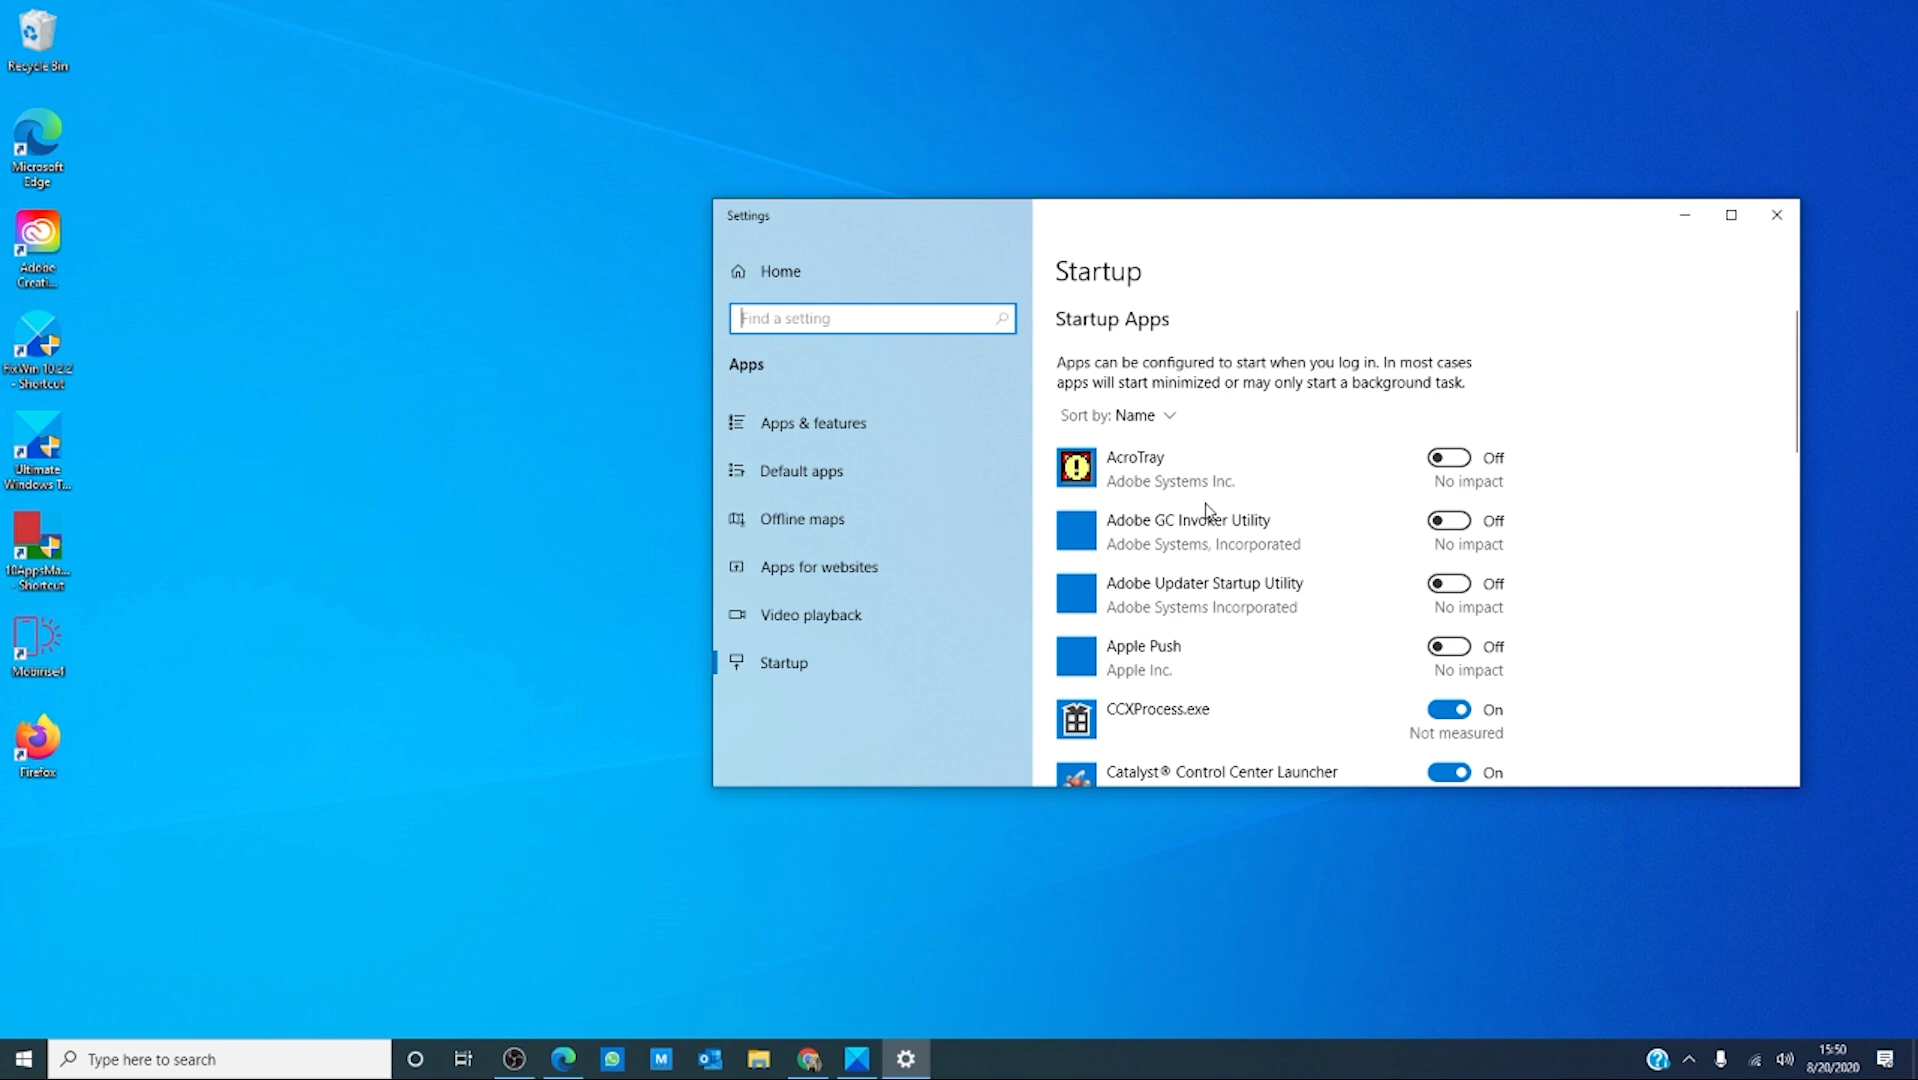 Recycle Bin
Microsoft
Edge
Adobe
Creati...
FixWin 10.2.2
- Shortcut
Ultimate
Windows T...
10AppsMa...
- Shortcut
Mobirise4
Firefox
Settings
Home
Find a setting
Apps
Apps & features
Default apps
Offline maps
Apps for websites
Video playback
Startup
Startup
Startup Apps
Apps can be configured to start when you log in. In most cases
apps will start minimized or may only start a background task.
Sort by: Name
AcroTray
Off
Adobe Systems Inc.
No impact
Adobe GC Invoker Utility
Off
Adobe Systems, Incorporated
No impact
Adobe Updater Startup Utility
Off
Adobe Systems Incorporated
No impact
Apple Push
Off
Apple Inc.
No impact
CCXProcess.exe
On
Not measured
Catalyst® Control Center Launcher
On
Type here to search
M
15:50
8/20/2020